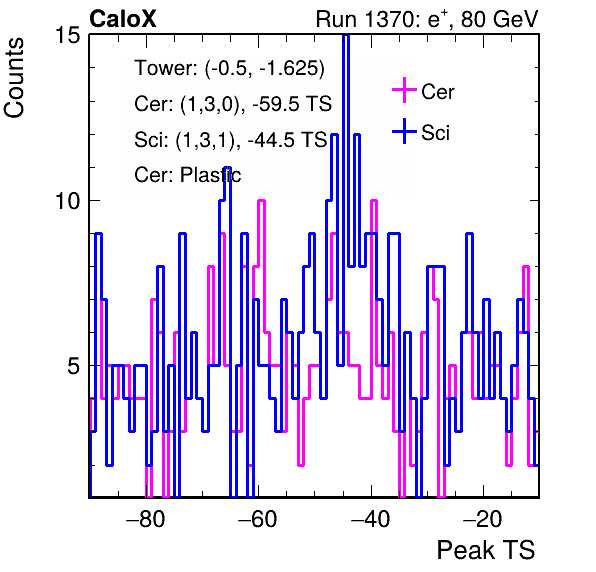 CaloX Run 1370: e⁺, 80 GeV
Counts
15
Tower: (-0.5, -1.625)
Cer: (1,3,0), -59.5 TS
Sci: (1,3,1), -44.5 TS
Cer: Plastic
Cer
Sci
10
5
−80 −60 −40 −20
Peak TS